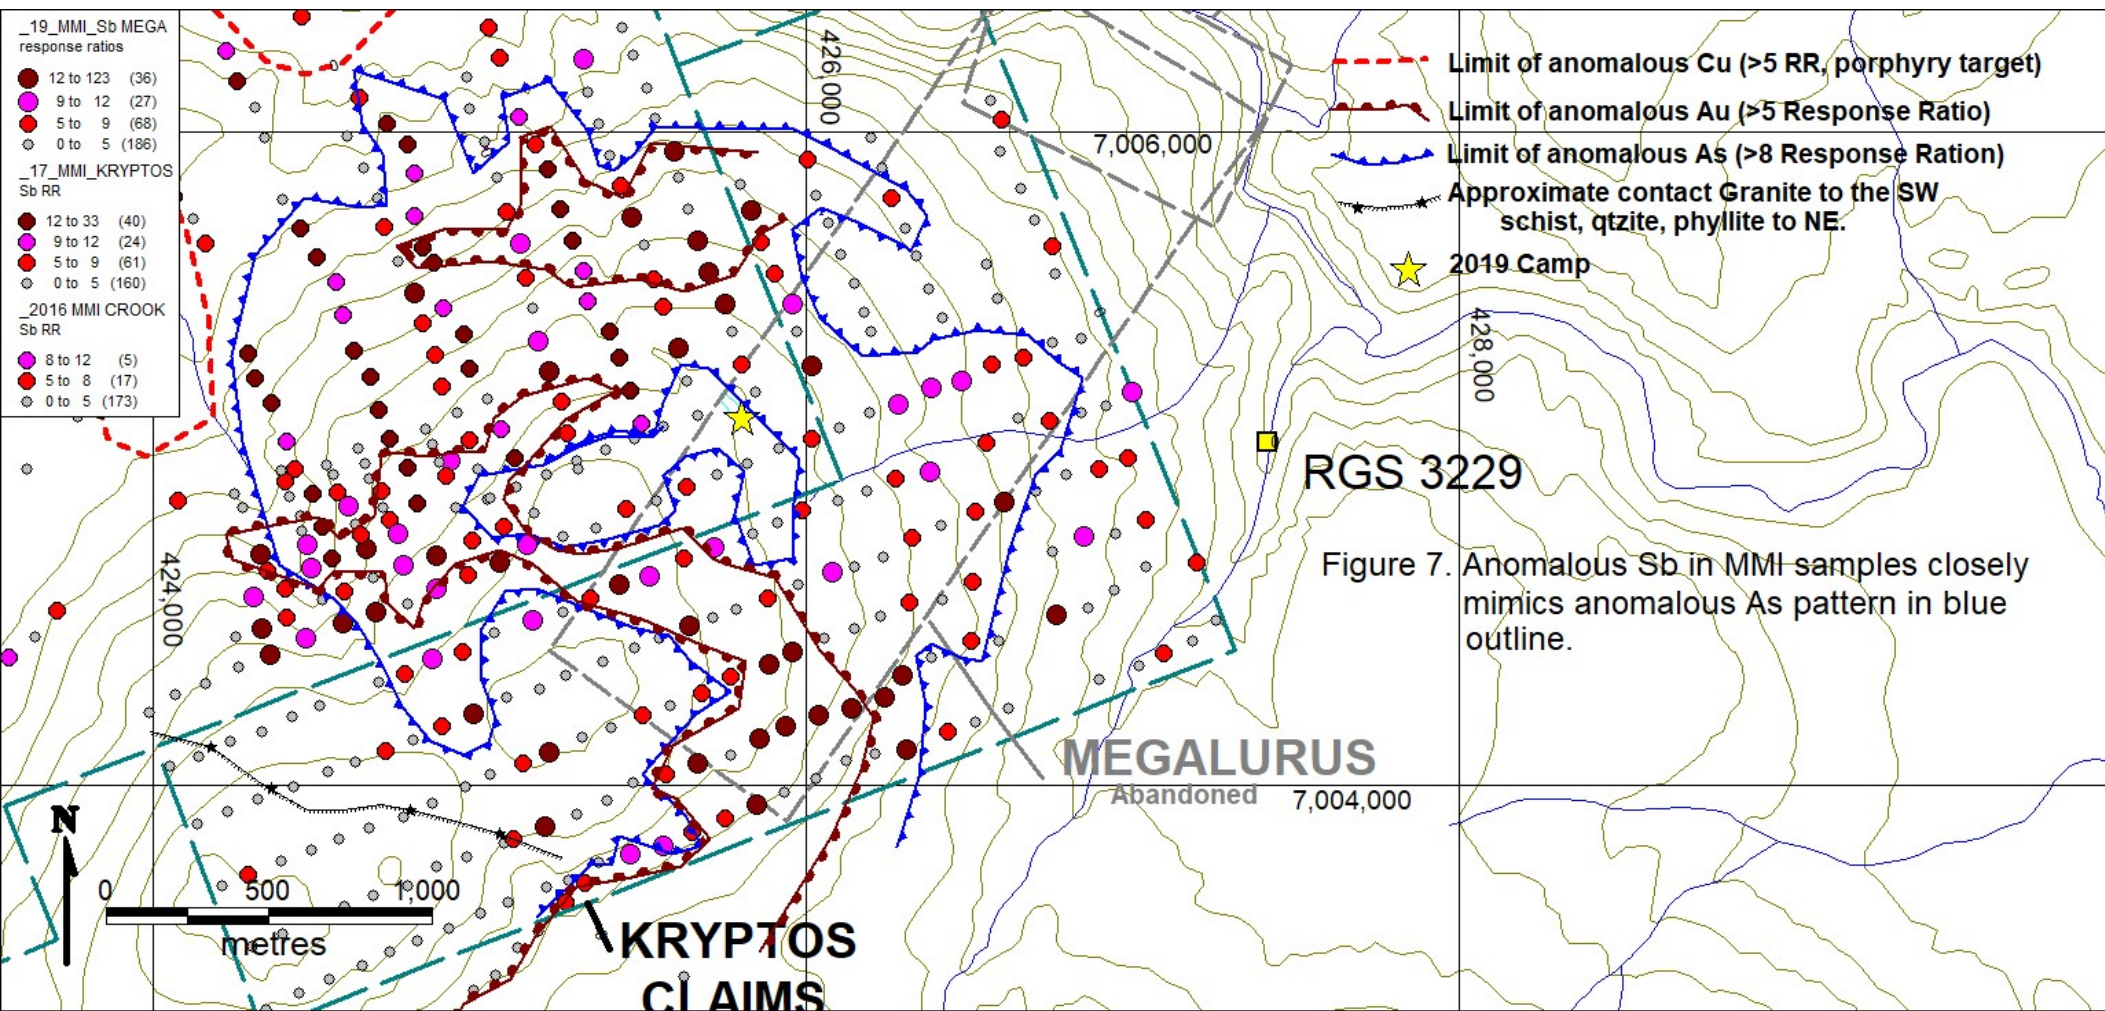 _19_MMI_Sb MEGA
response ratios
12 to 123 (36)
9 to 12 (27)
5 to 9 (68)
0 to 5 (186)
_17_MMI_KRYPTOS
Sb RR
12 to 33 (40)
9 to 12 (24)
5 to 9 (61)
0 to 5 (160)
_2016 MMI CROOK
Sb RR
8 to 12 (5)
5 to 8 (17)
0 to 5 (173)
426,000
7,006,000
Limit of anomalous Cu (>5 RR, porphyry target)
Limit of anomalous Au (>5 Response Ratio)
Limit of anomalous As (>8 Response Ration)
Approximate contact Granite to the SW
schist, qtzite, phyllite to NE.
2019 Camp
428,000
RGS 3229
424,000
Figure 7. Anomalous Sb in MMI samples closely
mimics anomalous As pattern in blue
outline.
MEGALURUS
Abandoned
7,004,000
N
0 500 1,000
metres
KRYPTOS
CLAIMS